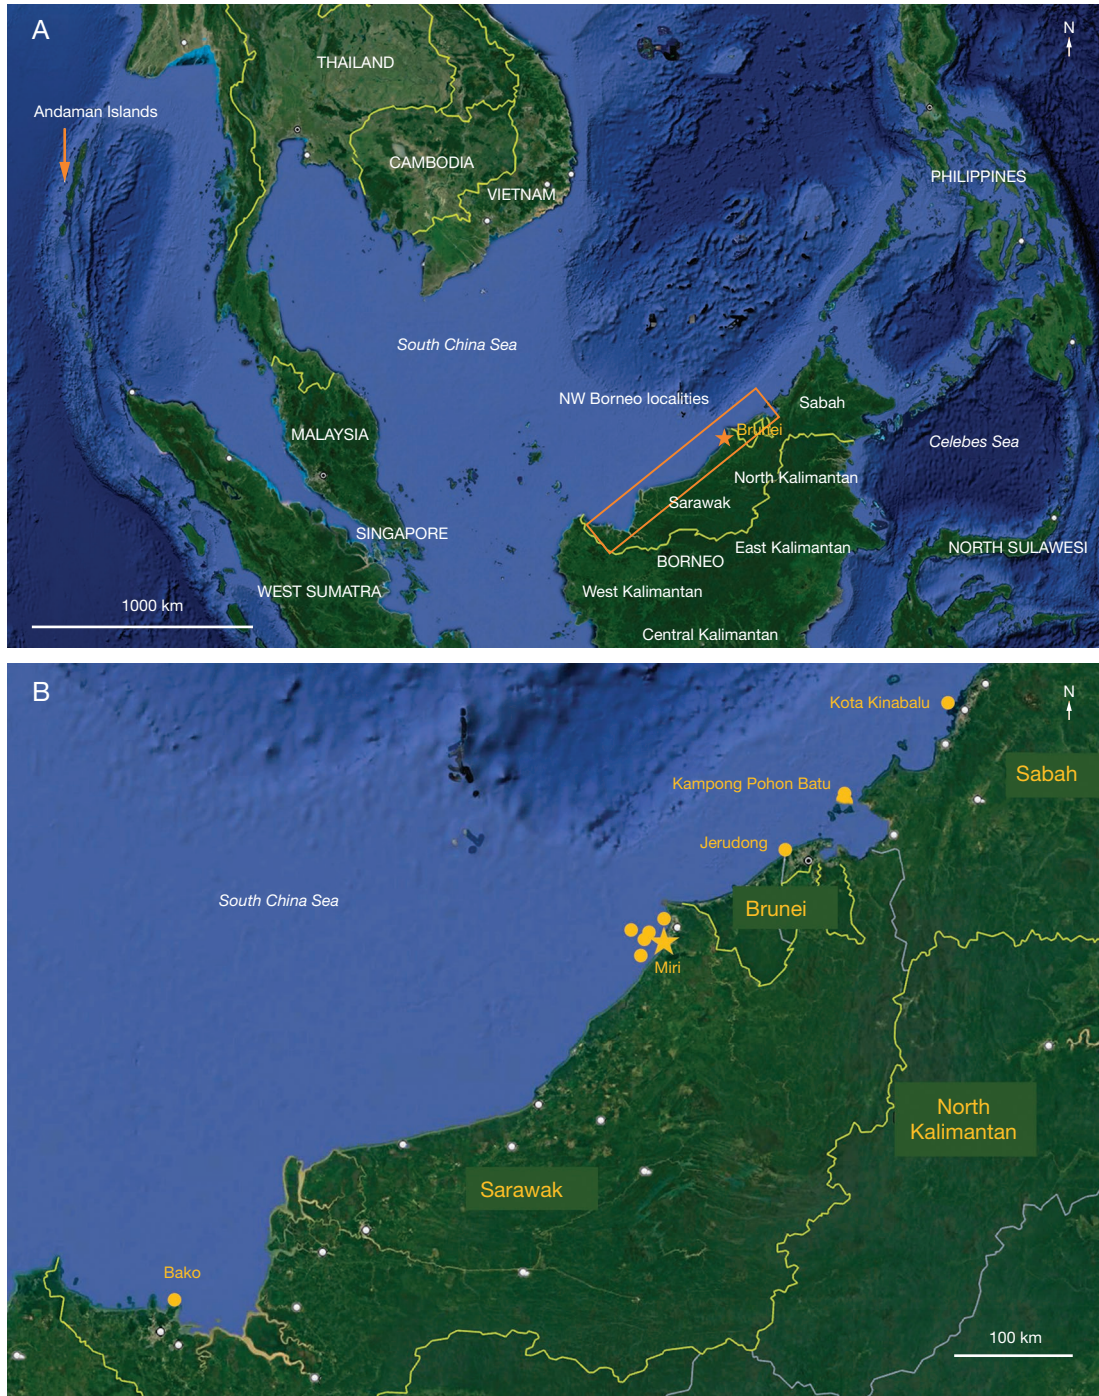 A
N
THAILAND
Andaman Islands
CAMBODIA
VIETNAM
PHILIPPINES
South China Sea
NW Borneo localities
Sabah
Brunei
MALAYSIA
Celebes Sea
North Kalimantan
Sarawak
SINGAPORE
East Kalimantan
NORTH SULAWESI
BORNEO
WEST SUMATRA
West Kalimantan
1000 km
Central Kalimantan
B
N
Kota Kinabalu
Sabah
Kampong Pohon Batu
Jerudong
South China Sea
Brunei
Miri
North
Kalimantan
Sarawak
Bako
100 km